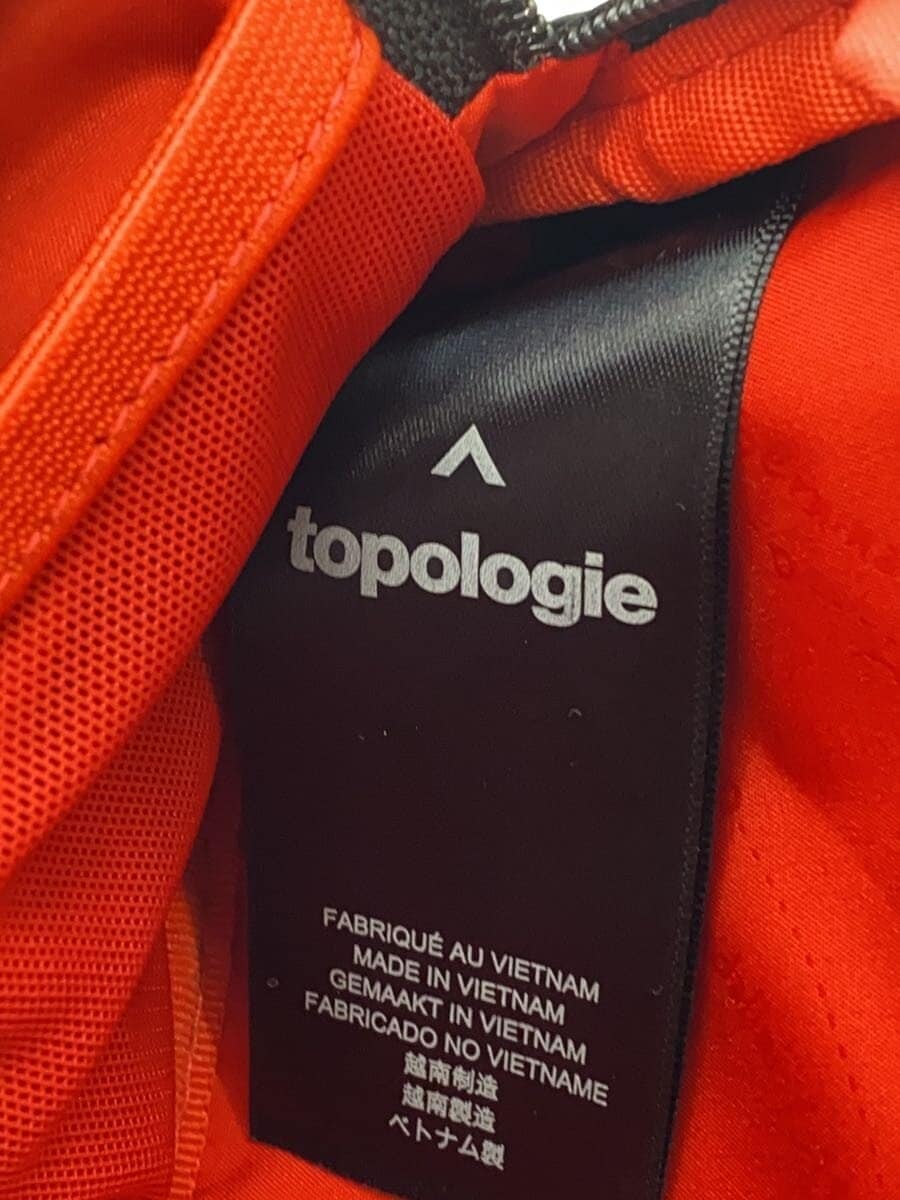 topologie
FABRIQUÉ AU VIETNAM
MADE IN VIETNAM
GEMAAKT IN VIETNAM
FABRICADO NO VIETNAME
越南制造
越南製造
ベトナム製